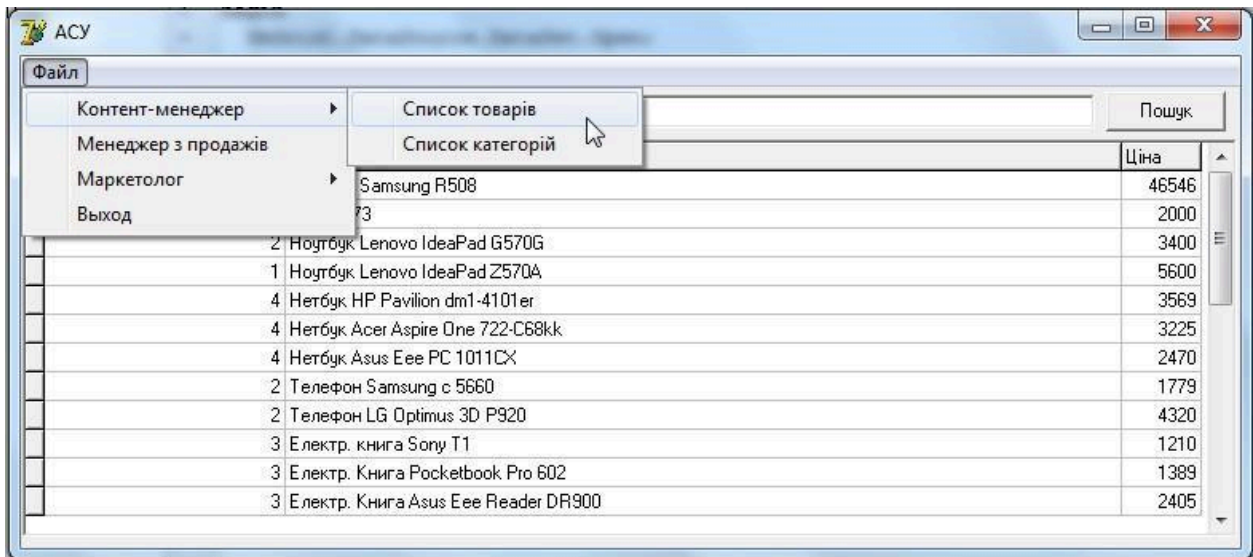 АСУ
Файл
Контент-менеджер
Список товарів
Пошук
Менеджер з продажів
Список категорій
Ціна
Маркетолог
Samsung R508 46546
Выход
73 2000
2 Ноутбук Lenovo IdeaPad G570G 3400
1 Ноутбук Lenovo IdeaPad Z570A 5600
4 Нетбук HP Pavilion dm1-4101er 3569
4 Нетбук Acer Aspire One 722-C68kk 3225
4 Нетбук Asus Eee PC 1011CX 2470
2 Телефон Samsung c 5660 1779
2 Телефон LG Optimus 3D P920 4320
3 Електр. книга Sony T1 1210
3 Електр. Книга Pocketbook Pro 602 1389
3 Електр. Книга Asus Eee Reader DR900 2405